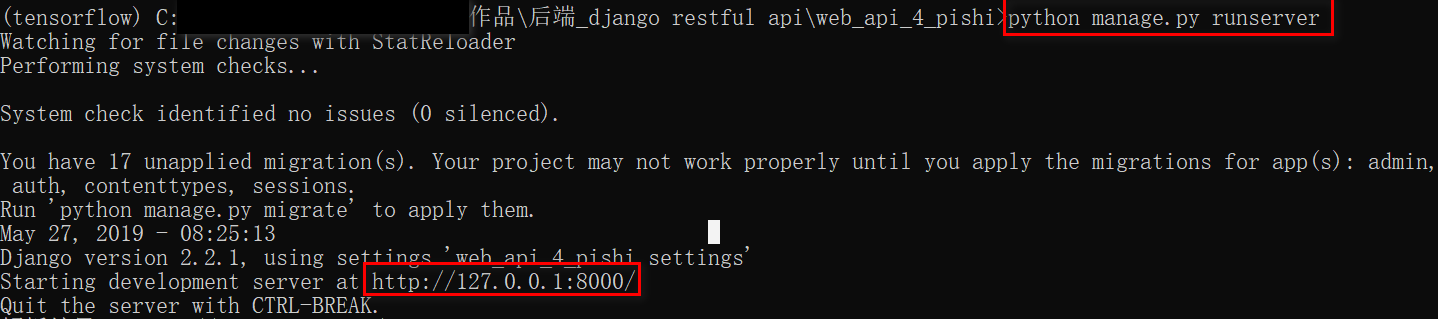 (tensorflow) C: 作品\后端_django restful api\web_api_4_pishi>python manage.py runserver
Watching for file changes with StatReloader
Performing system checks...
System check identified no issues (0 silenced).
You have 17 unapplied migration(s). Your project may not work properly until you apply the migrations for app(s): admin,
auth, contenttypes, sessions.
Run 'python manage.py migrate' to apply them.
May 27, 2019 - 08:25:13
Django version 2.2.1, using settings 'web_api_4_pishi.settings'
Starting development server at http://127.0.0.1:8000/
Quit the server with CTRL-BREAK.